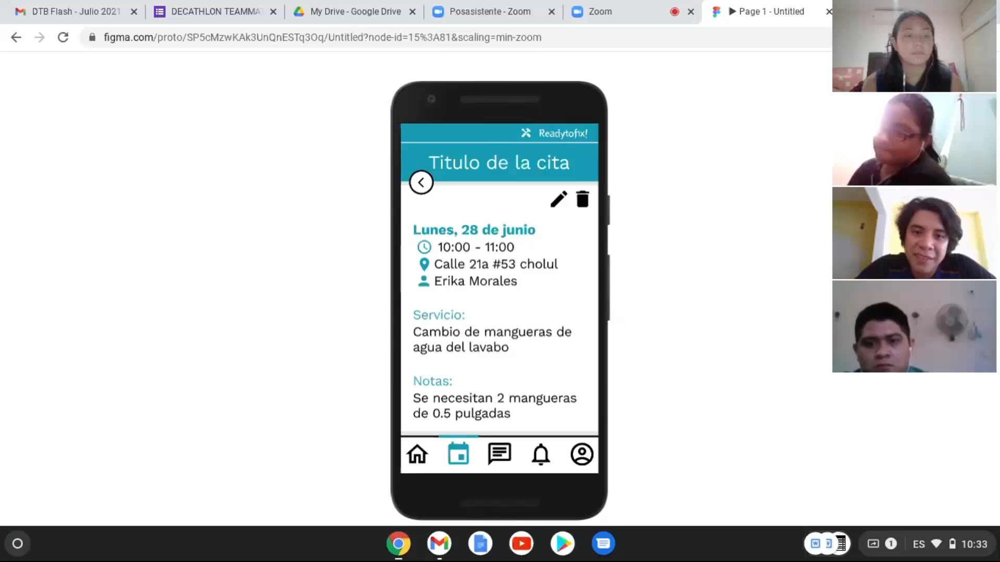 DTB Flash - Julio 2021
DECATHLON TEAMMA
My Drive - Google Drive
Posasistente - Zoom
Zoom
Page 1 - Untitled
figma.com/proto/SP5cMzwKAk3UnQnESTq3Oq/Untitled?node-id=15%3A81&scaling=min-zoom
Readytofix!
Titulo de la cita
Lunes, 28 de junio
10:00 - 11:00
Calle 21a #53 cholul
Erika Morales
Servicio:
Cambio de mangueras de
agua del lavabo
Notas:
Se necesitan 2 mangueras
de 0.5 pulgadas
1
ES
10:33